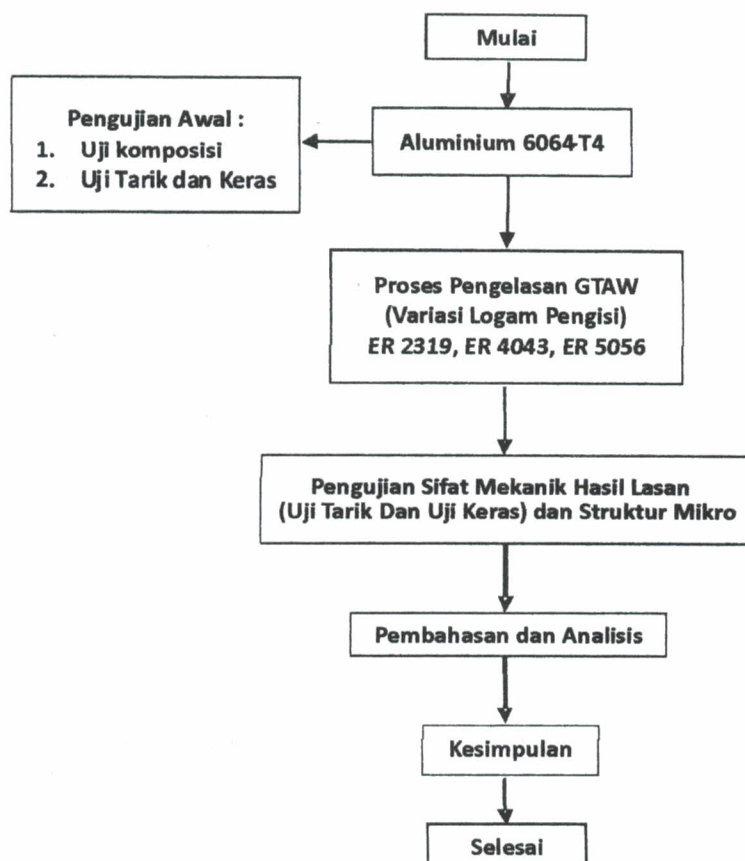 Mulai
Pengujian Awal :
1. Uji komposisi
2. Uji Tarik dan Keras
Aluminium 6064-T4
Proses Pengelasan GTAW
(Variasi Logam Pengisi)
ER 2319, ER 4043, ER 5056
Pengujian Sifat Mekanik Hasil Lasan
(Uji Tarik Dan Uji Keras) dan Struktur Mikro
Pembahasan dan Analisis
Kesimpulan
Selesai